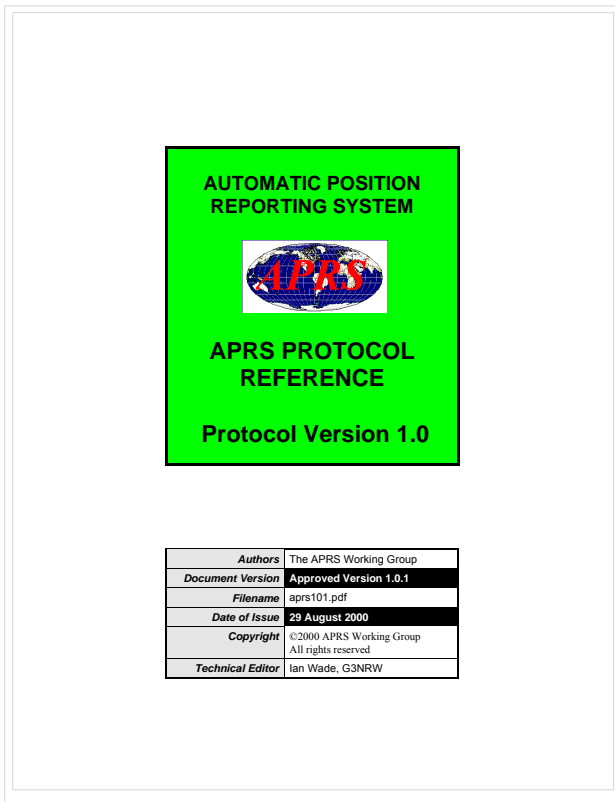 AUTOMATIC POSITION
REPORTING SYSTEM
APRS
APRS PROTOCOL
REFERENCE
Protocol Version 1.0
Authors The APRS Working Group
Document Version Approved Version 1.0.1
Filename aprs101.pdf
Date of Issue 29 August 2000
Copyright ©2000 APRS Working Group
All rights reserved
Technical Editor Ian Wade, G3NRW